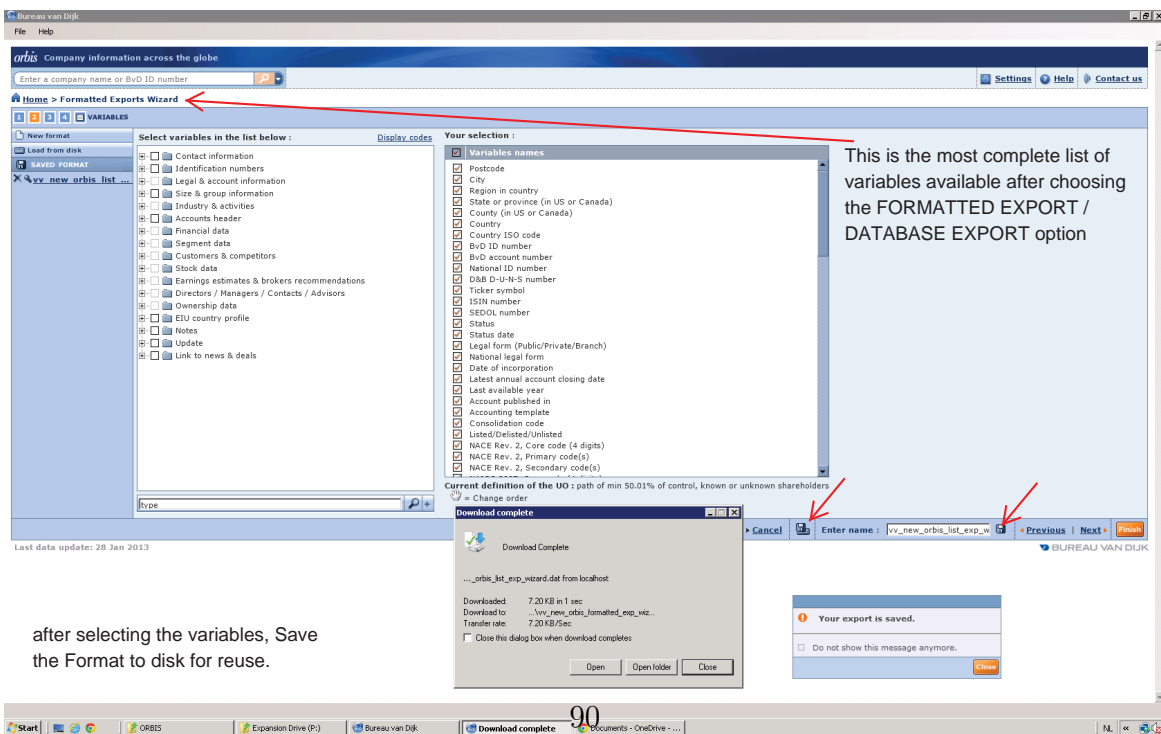 Bureau van Dijk
File Help
orbis Company information across the globe
Enter a company name or BvD ID number
Settings Help Contact us
Home > Formatted Exports Wizard
1 2 3 4 VARIABLES
New format
Load from disk
SAVED FORMAT
vv new orbis list ...
Select variables in the list below : Display codes
Contact information
Identification numbers
Legal & account information
Size & group information
Industry & activities
Accounts header
Financial data
Segment data
Customers & competitors
Stock data
Earnings estimates & brokers recommendations
Directors / Managers / Contacts / Advisors
Ownership data
EIU country profile
Notes
Update
Link to news & deals
type
Your selection :
Variables names
Postcode
City
Region in country
State or province (in US or Canada)
County (in US or Canada)
Country
Country ISO code
BvD ID number
BvD account number
National ID number
D&B D-U-N-S number
Ticker symbol
ISIN number
SEDOL number
Status
Status date
Legal form (Public/Private/Branch)
National legal form
Date of incorporation
Latest annual account closing date
Last available year
Account published in
Accounting template
Consolidation code
Listed/Delisted/Unlisted
NACE Rev. 2, Core code (4 digits)
NACE Rev. 2, Primary code(s)
NACE Rev. 2, Secondary code(s)
Current definition of the UO : path of min 50.01% of control, known or unknown shareholders
= Change order
This is the most complete list of
variables available after choosing
the FORMATTED EXPORT /
DATABASE EXPORT option
Cancel Enter name : vv_new_orbis_list_exp_w Previous | Next Finish
Last data update: 28 Jan 2013
BUREAU VAN DIJK
Download complete
Download Complete
..._orbis_list_exp_wizard.dat from localhost
Downloaded: 7.20 KB in 1 sec
Download to: ...\vv_new_orbis_formatted_exp_wiz...
Transfer rate: 7.20 KB/Sec
Close this dialog box when download completes
Open Open folder Close
Your export is saved.
Do not show this message anymore.
Close
after selecting the variables, Save
the Format to disk for reuse.
90
Start ORBIS Expansion Drive (P:) Bureau van Dijk Download complete Documents - OneDrive - ... NL «